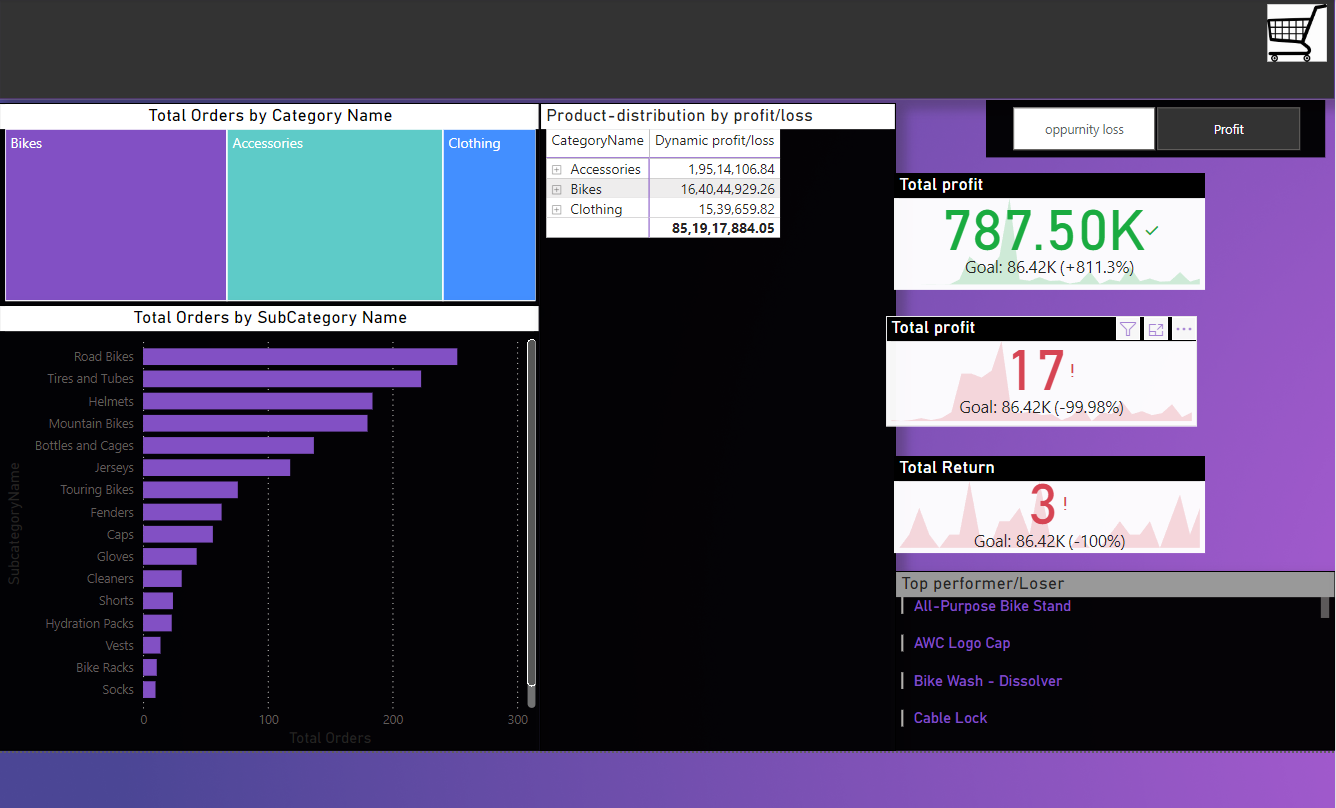 Total Orders by Category Name
Bikes
Accessories
Clothing
Total Orders by SubCategory Name
SubcategoryName
Road Bikes
Tires and Tubes
Helmets
Mountain Bikes
Bottles and Cages
Jerseys
Touring Bikes
Fenders
Caps
Gloves
Cleaners
Shorts
Hydration Packs
Vests
Bike Racks
Socks
0 100 200 300
Total Orders
Product-distribution by profit/loss
CategoryName Dynamic profit/loss
Accessories 1,95,14,106.84
Bikes 16,40,44,929.26
Clothing 15,39,659.82
85,19,17,884.05
oppurnity loss Profit
Total profit
787.50K
Goal: 86.42K (+811.3%)
Total profit
17 !
Goal: 86.42K (-99.98%)
Total Return
3 !
Goal: 86.42K (-100%)
Top performer/Loser
All-Purpose Bike Stand
AWC Logo Cap
Bike Wash - Dissolver
Cable Lock